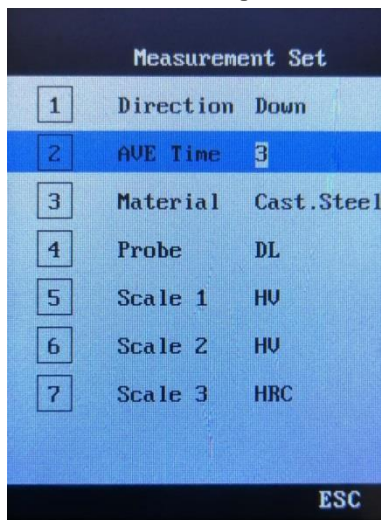 Measurement Set
1 Direction Down
2 AVE Time 3
3 Material Cast.Steel
4 Probe DL
5 Scale 1 HV
6 Scale 2 HV
7 Scale 3 HRC
ESC